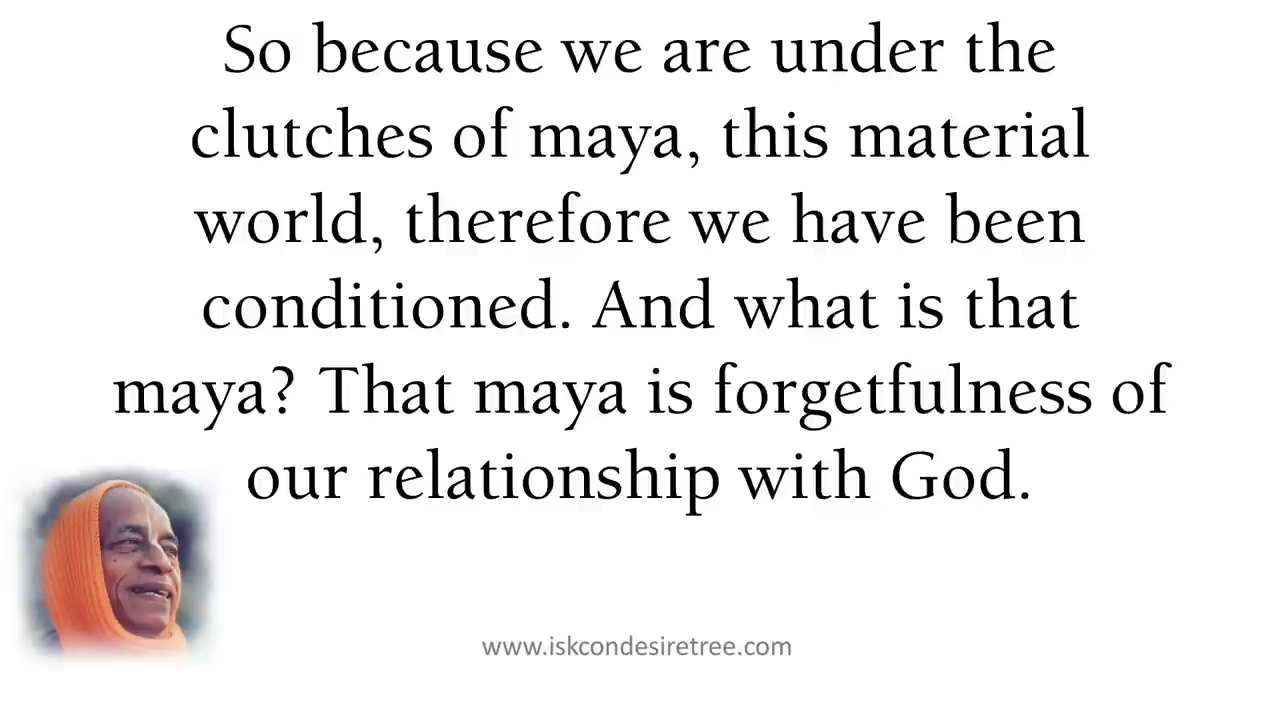 So because we are under the
clutches of maya, this material
world, therefore we have been
conditioned. And what is that
maya? That maya is forgetfulness of
our relationship with God.
www.iskcondesiretree.com